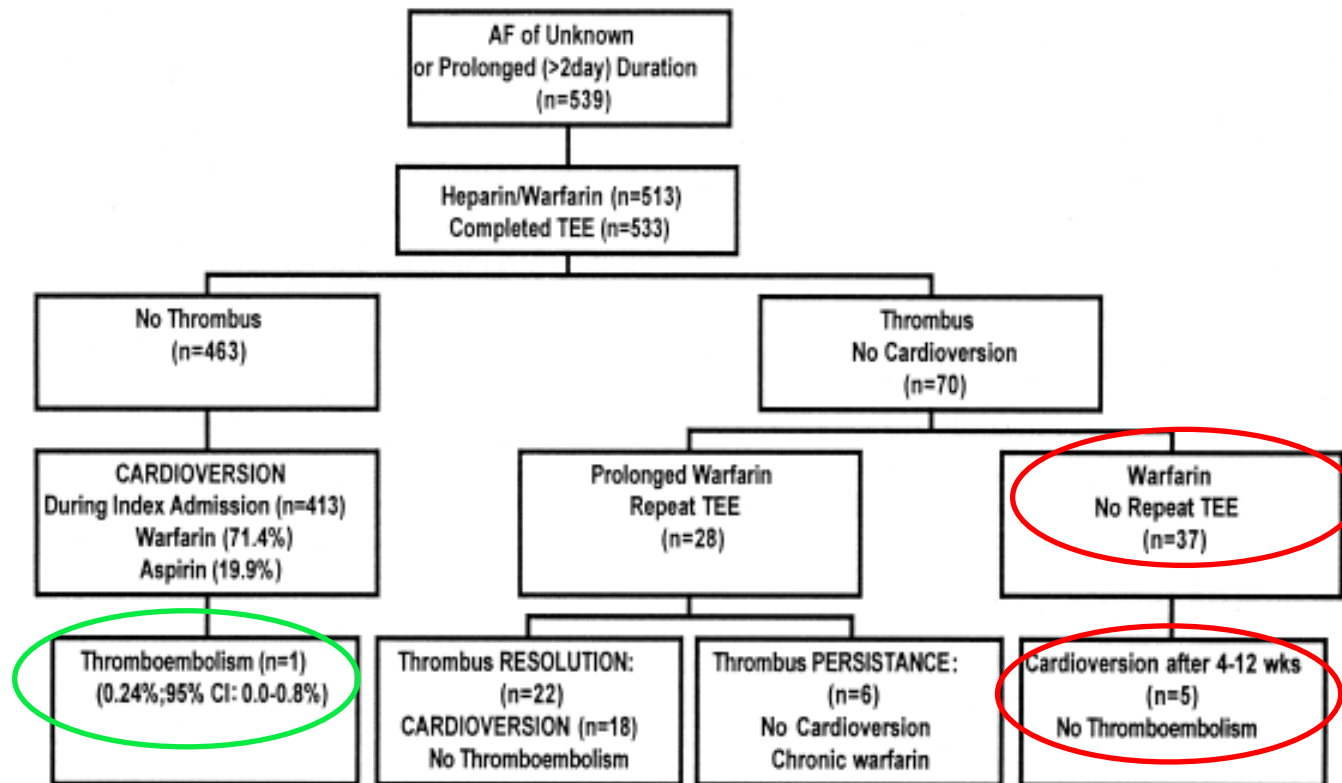 AF of Unknown
or Prolonged (>2day) Duration
(n=539)
Heparin/Warfarin (n=513)
Completed TEE (n=533)
No Thrombus
(n=463)
Thrombus
No Cardioversion
(n=70)
CARDIOVERSION
During Index Admission (n=413)
Warfarin (71.4%)
Aspirin (19.9%)
Prolonged Warfarin
Repeat TEE
(n=28)
Warfarin
No Repeat TEE
(n=37)
Thromboembolism (n=1)
(0.24%;95% CI: 0.0-0.8%)
Thrombus RESOLUTION:
(n=22)
CARDIOVERSION (n=18)
No Thromboembolism
Thrombus PERSISTANCE:
(n=6)
No Cardioversion
Chronic warfarin
Cardioversion after 4-12 wks
(n=5)
No Thromboembolism